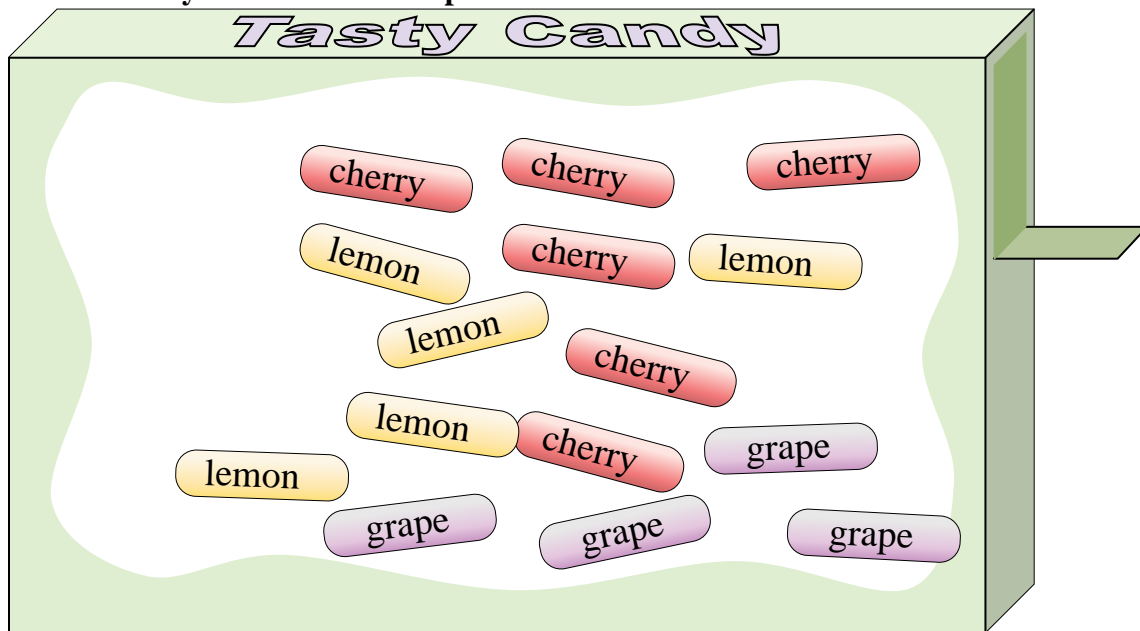 Tasty Candy
cherry cherry cherry
lemon cherry lemon
lemon
cherry
lemon cherry grape
lemon
grape grape grape